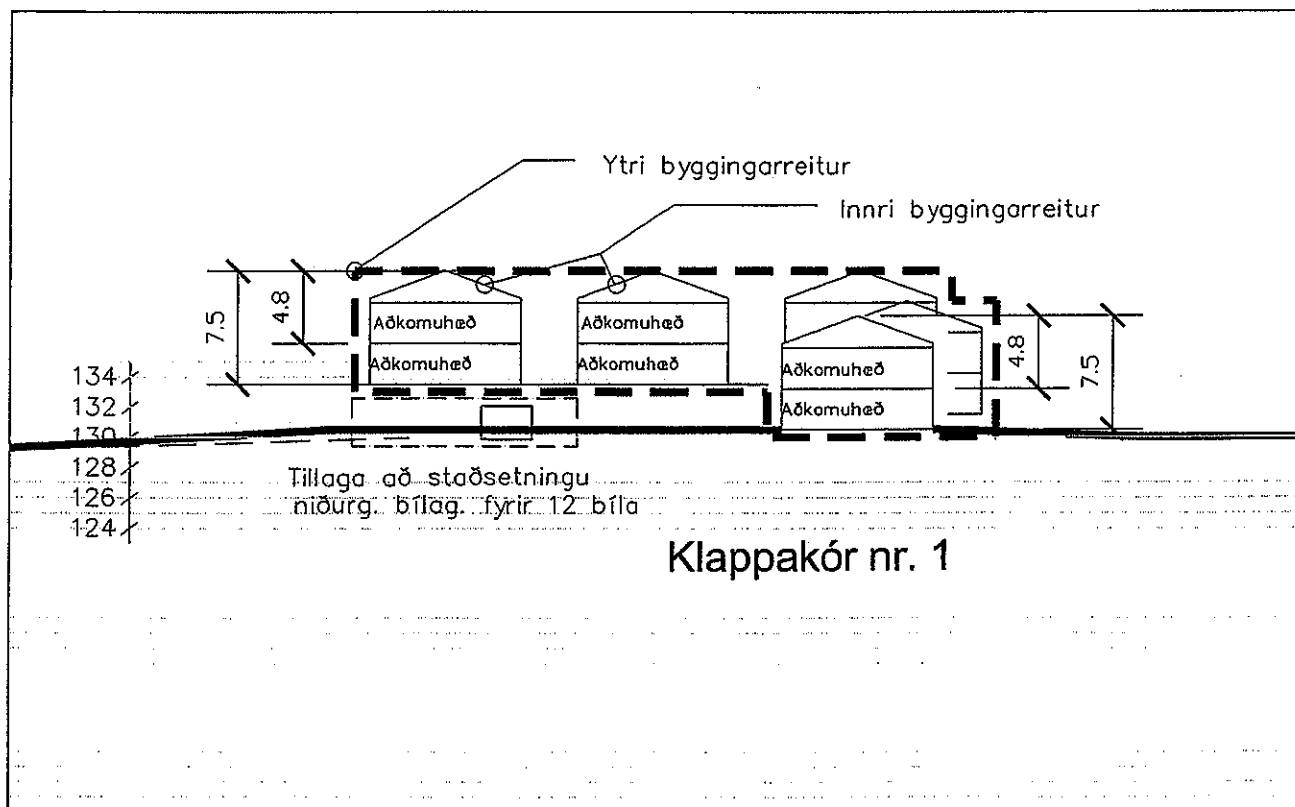 Ytri byggingarreitur
Innri byggingarreitur
7.5
4.8
Aðkomuhæð
Aðkomuhæð
Aðkomuhæð
Aðkomuhæð
Aðkomuhæð
Aðkomuhæð
4.8
7.5
134
132
130
128
126
124
Tillaga að staðsetningu
niðurg. bílag. fyrir 12 bíla
Klappakór nr. 1